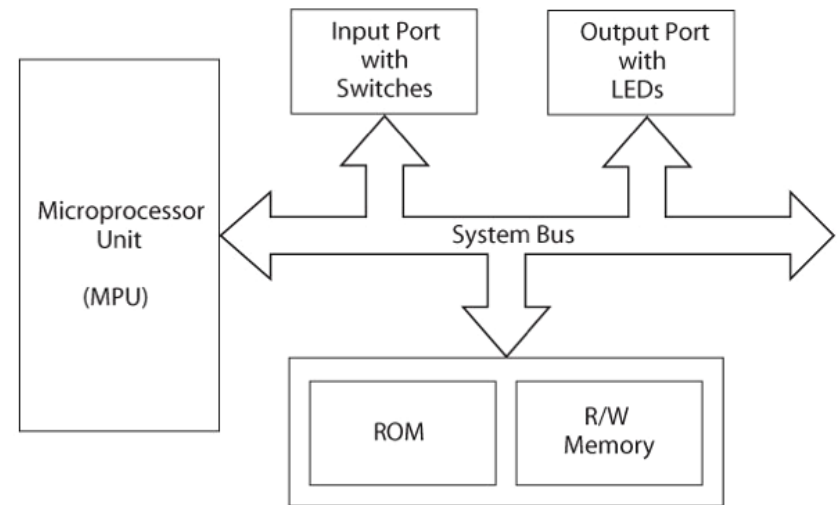 Input Port
with
Switches
Output Port
with
LEDs
Microprocessor
Unit
(MPU)
System Bus
ROM
R/W
Memory